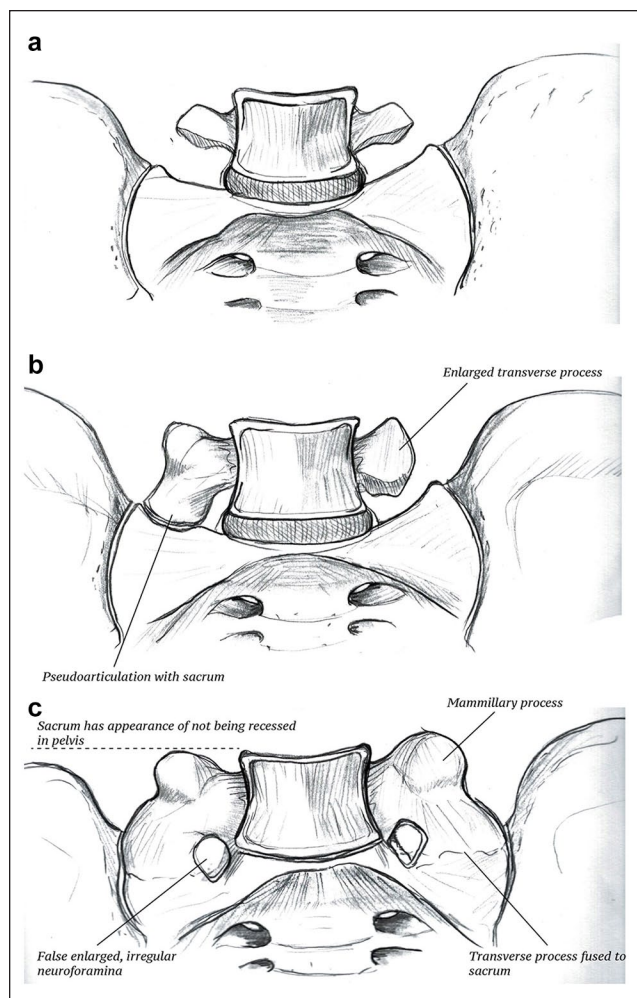 a
b
Enlarged transverse process
Pseudoarticulation with sacrum
c
Mammillary process
Sacrum has appearance of not being recessed
in pelvis
False enlarged, irregular
neuroforamina
Transverse process fused to
sacrum